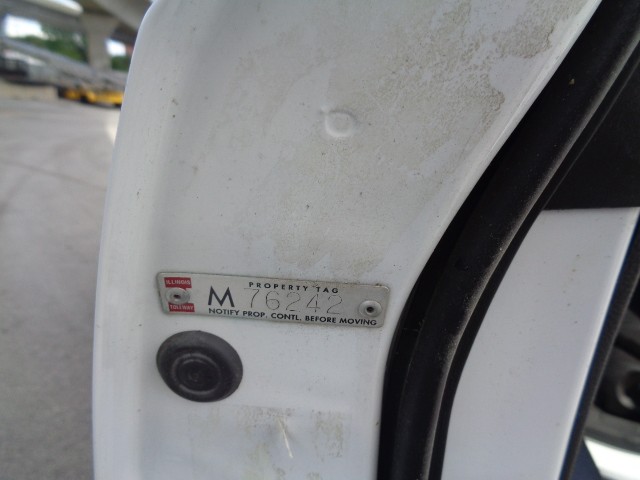 ILLINOIS
TOLLWAY
PROPERTY TAG
M 76242
NOTIFY PROP. CONTL. BEFORE MOVING